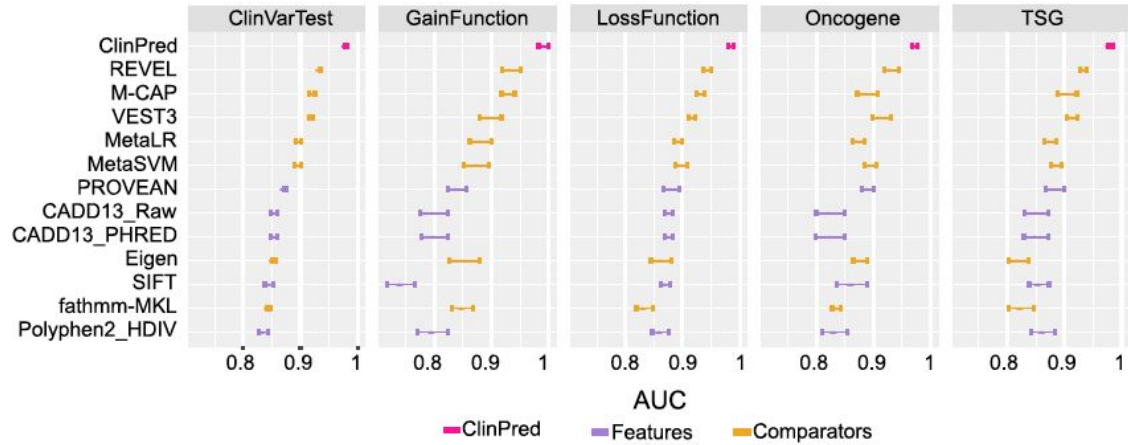 ClinVarTest GainFunction LossFunction Oncogene TSG
ClinPred
REVEL
M-CAP
VEST3
MetaLR
MetaSVM
PROVEAN
CADD13_Raw
CADD13_PHRED
Eigen
SIFT
fathmm-MKL
Polyphen2_HDIV
0.8 0.9 1 0.8 0.9 1 0.8 0.9 1 0.8 0.9 1 0.8 0.9 1
AUC
ClinPred Features Comparators